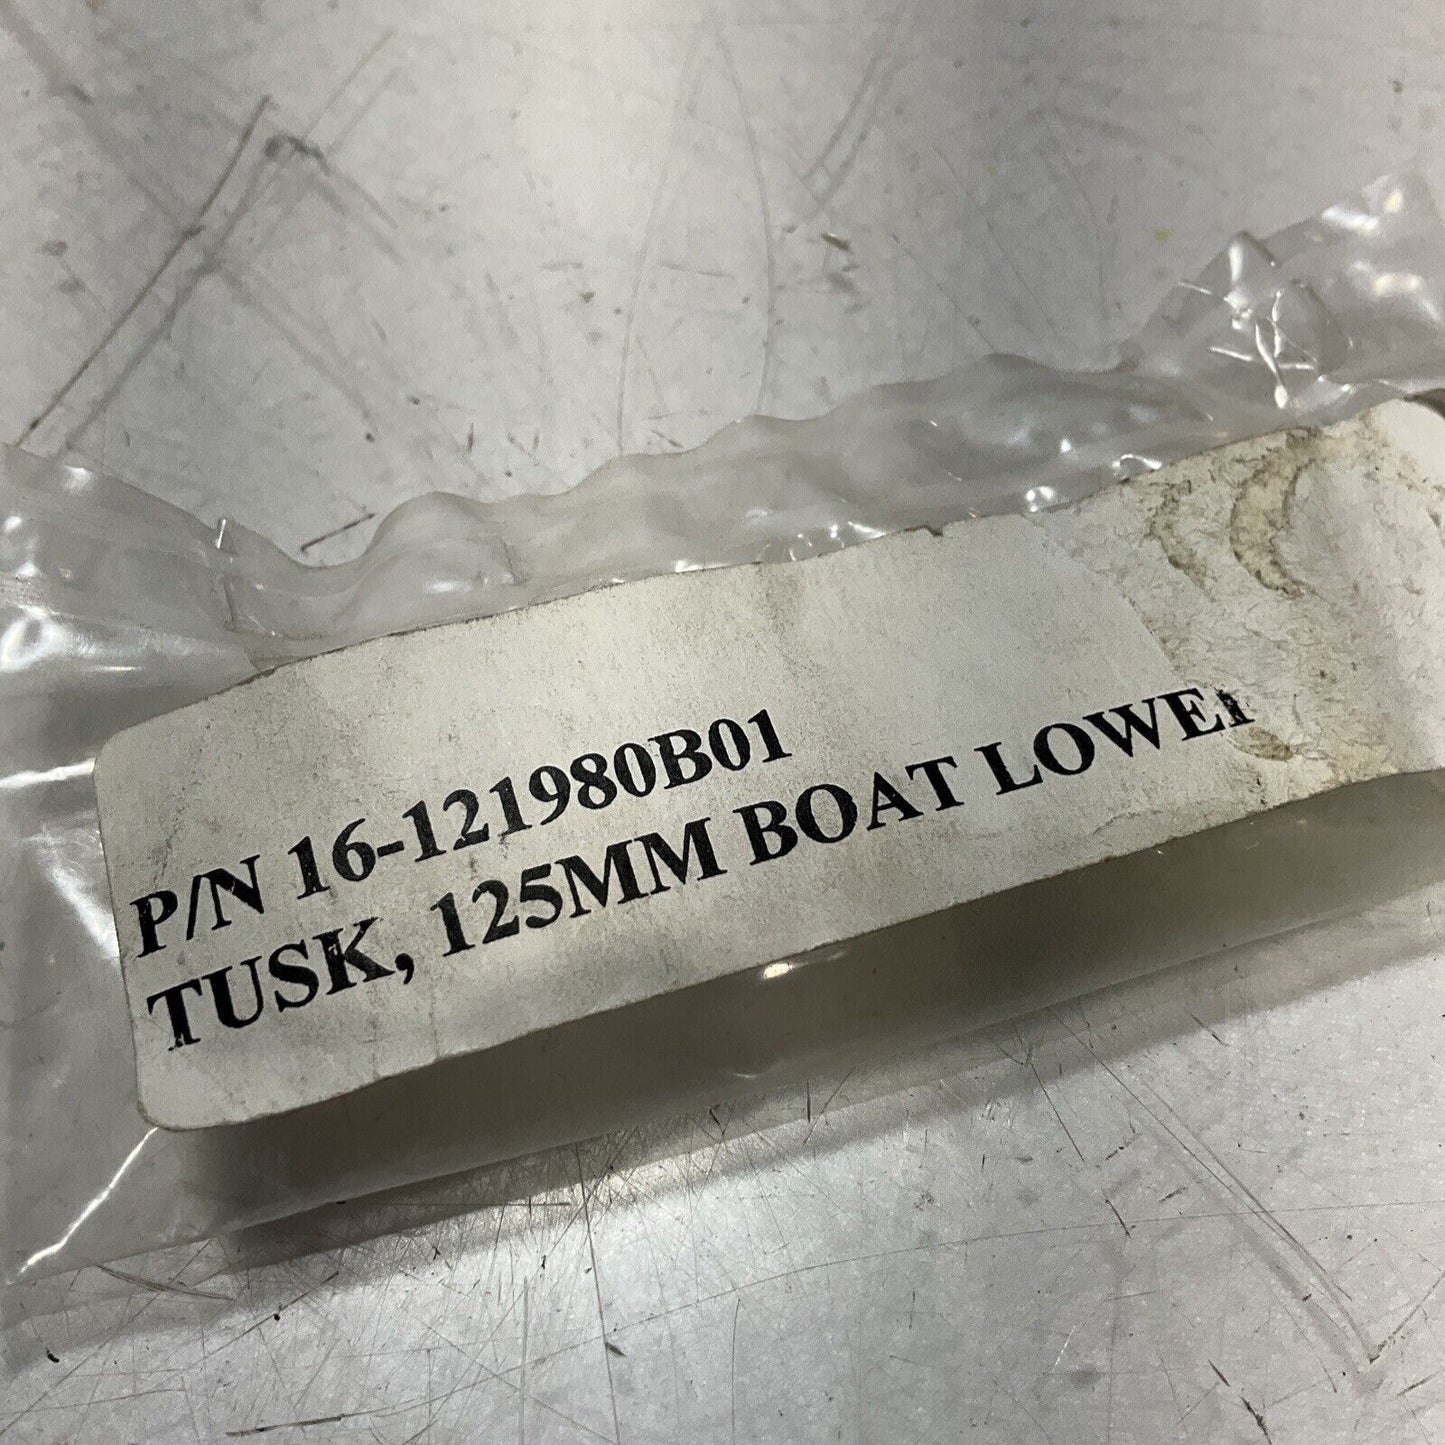 P/N 16-121980B01
TUSK, 125MM BOAT LOWE